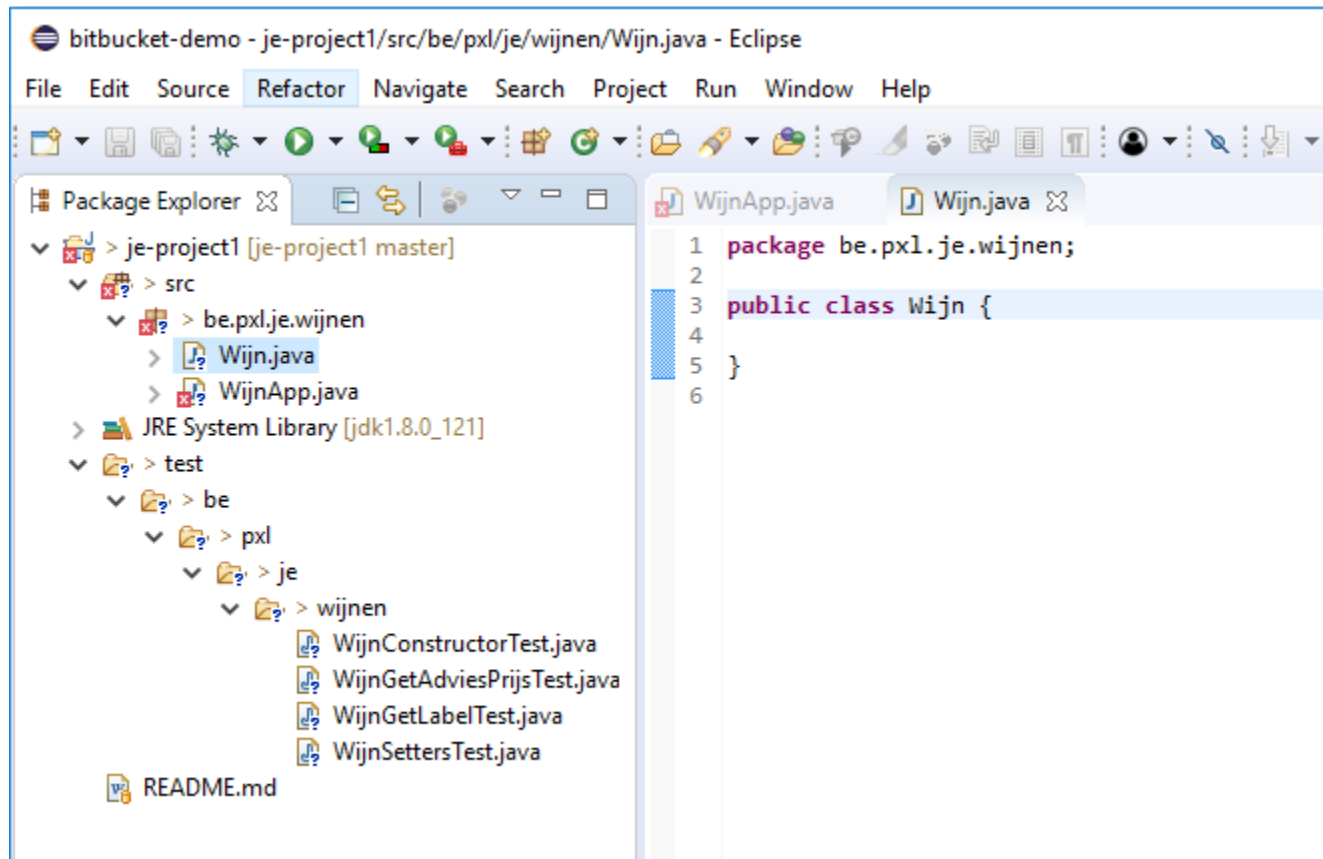 bitbucket-demo - je-project1/src/be/pxl/je/wijnen/Wijn.java - Eclipse
File Edit Source Refactor Navigate Search Project Run Window Help
Package Explorer
WijnApp.java Wijn.java
> je-project1 [je-project1 master]
> src
> be.pxl.je.wijnen
Wijn.java
WijnApp.java
JRE System Library [jdk1.8.0_121]
> test
> be
> pxl
> je
> wijnen
WijnConstructorTest.java
WijnGetAdviesPrijsTest.java
WijnGetLabelTest.java
WijnSettersTest.java
README.md
1 package be.pxl.je.wijnen;
2
3 public class Wijn {
4
5 }
6